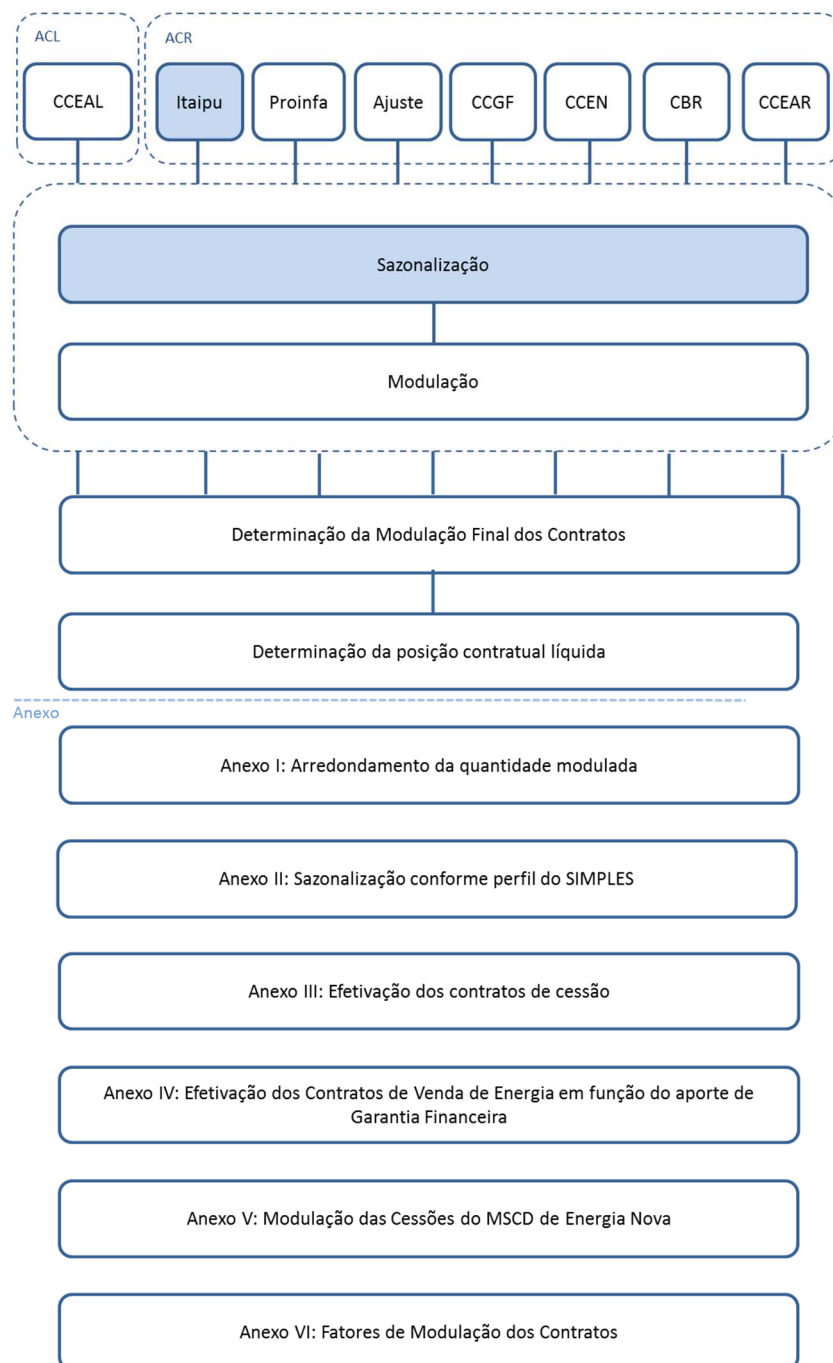 ACL
ACR
CCEAL
Itaipu
Proinfa
Ajuste
CCGF
CCEN
CBR
CCEAR
Sazonalização
Modulação
Determinação da Modulação Final dos Contratos
Determinação da posição contratual líquida
Anexo
Anexo I: Arredondamento da quantidade modulada
Anexo II: Sazonalização conforme perfil do SIMPLES
Anexo III: Efetivação dos contratos de cessão
Anexo IV: Efetivação dos Contratos de Venda de Energia em função do aporte de
Garantia Financeira
Anexo V: Modulação das Cessões do MSCD de Energia Nova
Anexo VI: Fatores de Modulação dos Contratos